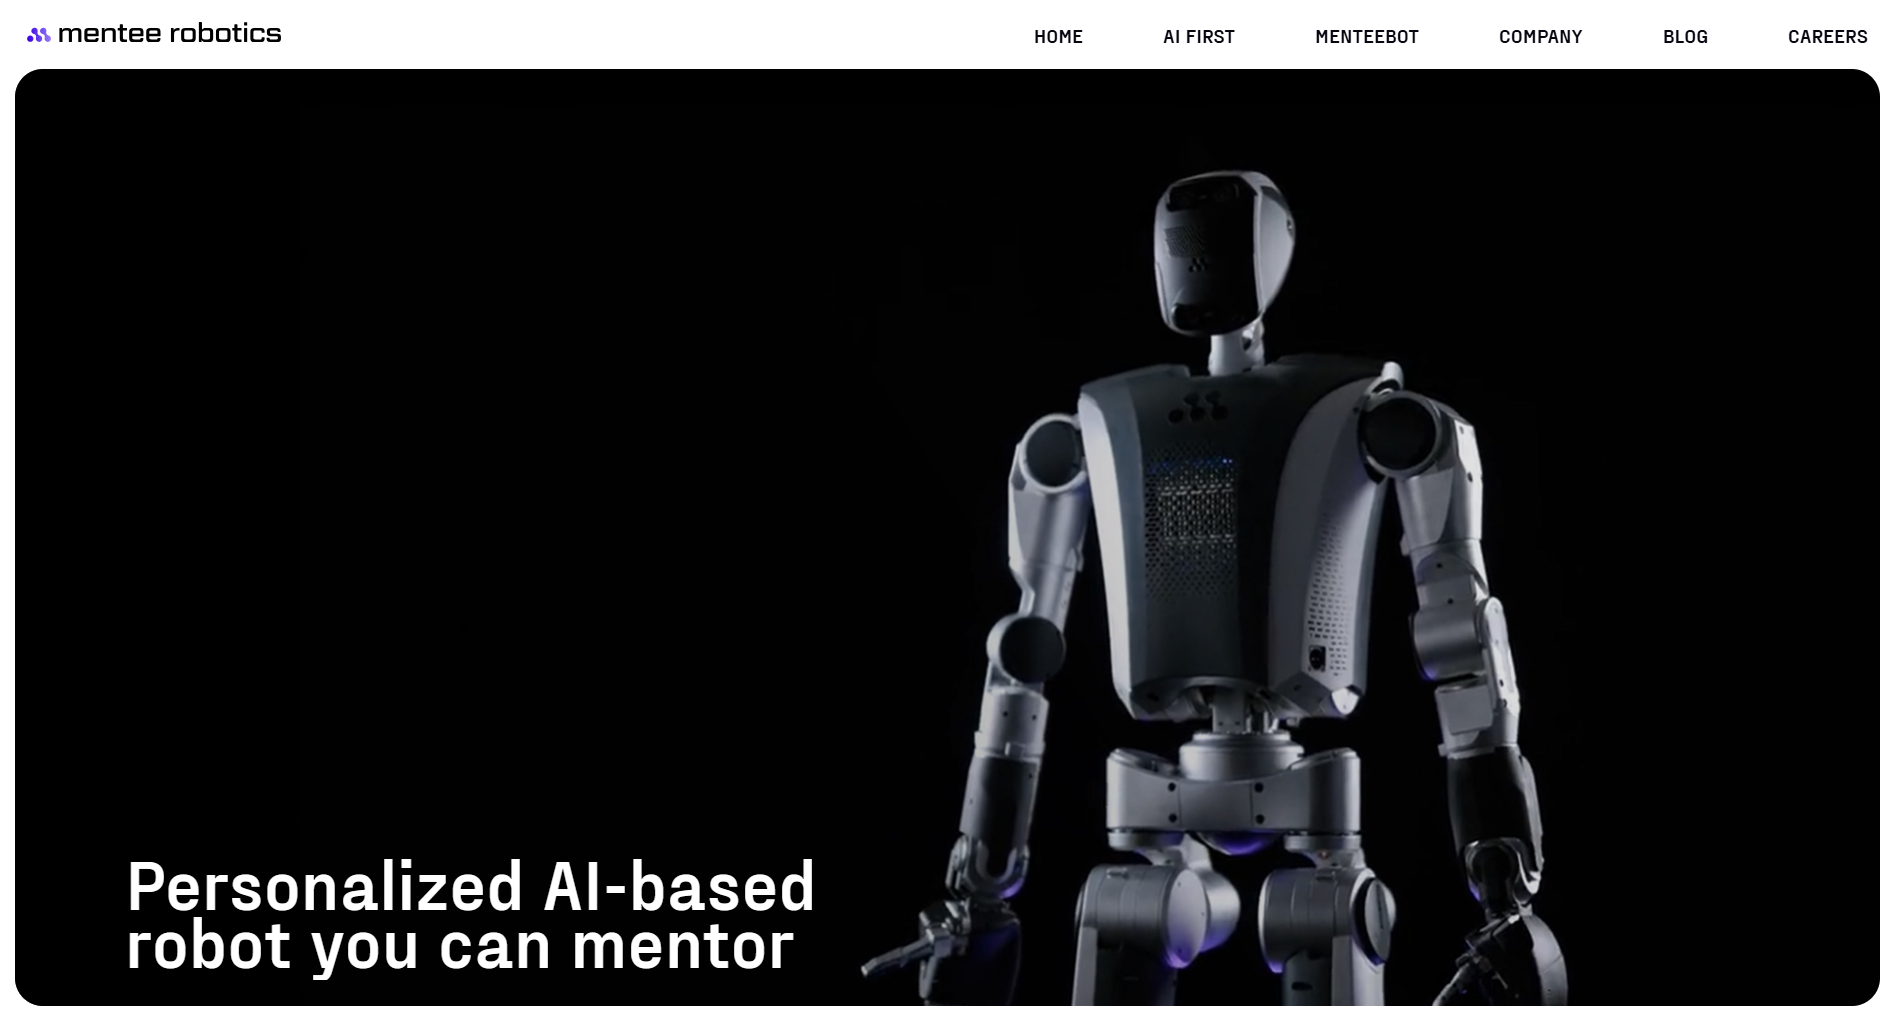 mentee robotics
HOME AI FIRST MENTEEBOT COMPANY BLOG CAREERS
Personalized AI-based
robot you can mentor